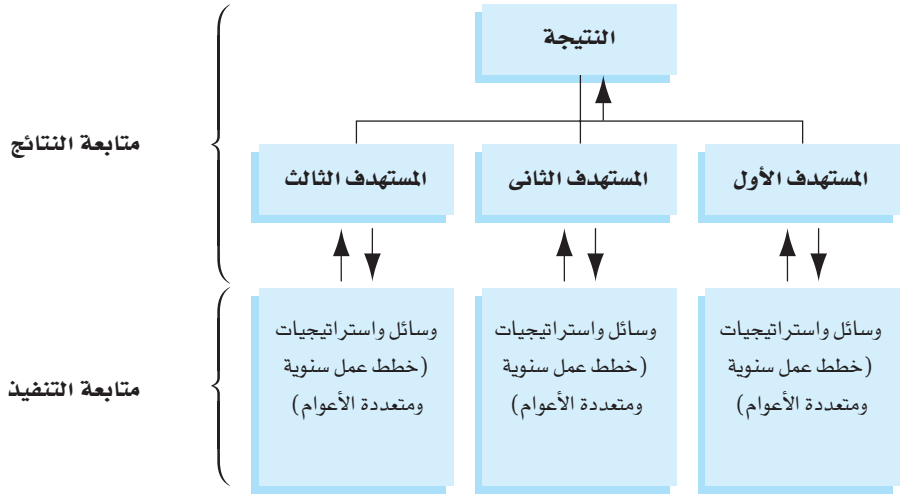 النتيجة
متابعة النتائج
المستهدف الأول
المستهدف الثانى
المستهدف الثالث
متابعة التنفيذ
وسائل واستراتيجيات
(خطط عمل سنوية
ومتعددة الأعوام)
وسائل واستراتيجيات
(خطط عمل سنوية
ومتعددة الأعوام)
وسائل واستراتيجيات
(خطط عمل سنوية
ومتعددة الأعوام)